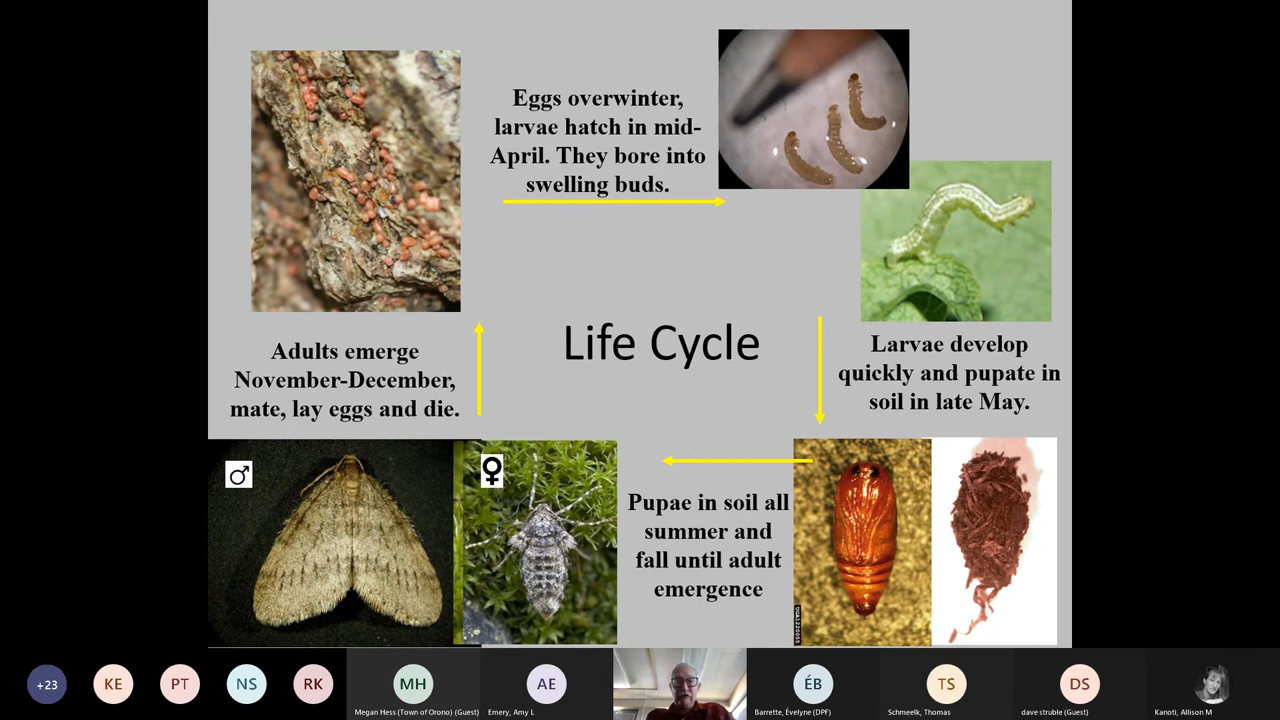 Eggs overwinter,
larvae hatch in mid-
April. They bore into
swelling buds.
Life Cycle
Larvae develop
quickly and pupate in
soil in late May.
Adults emerge
November-December,
mate, lay eggs and die.
♂
♀
Pupae in soil all
summer and
fall until adult
emergence
UGA1220055
+23
KE
PT
NS
RK
MH
Megan Hess (Town of Orono) (Guest)
AE
Emery, Amy L
ÉB
Barrette, Évelyne (DPF)
TS
Schmeelk, Thomas
DS
dave struble (Guest)
Kanoti, Allison M